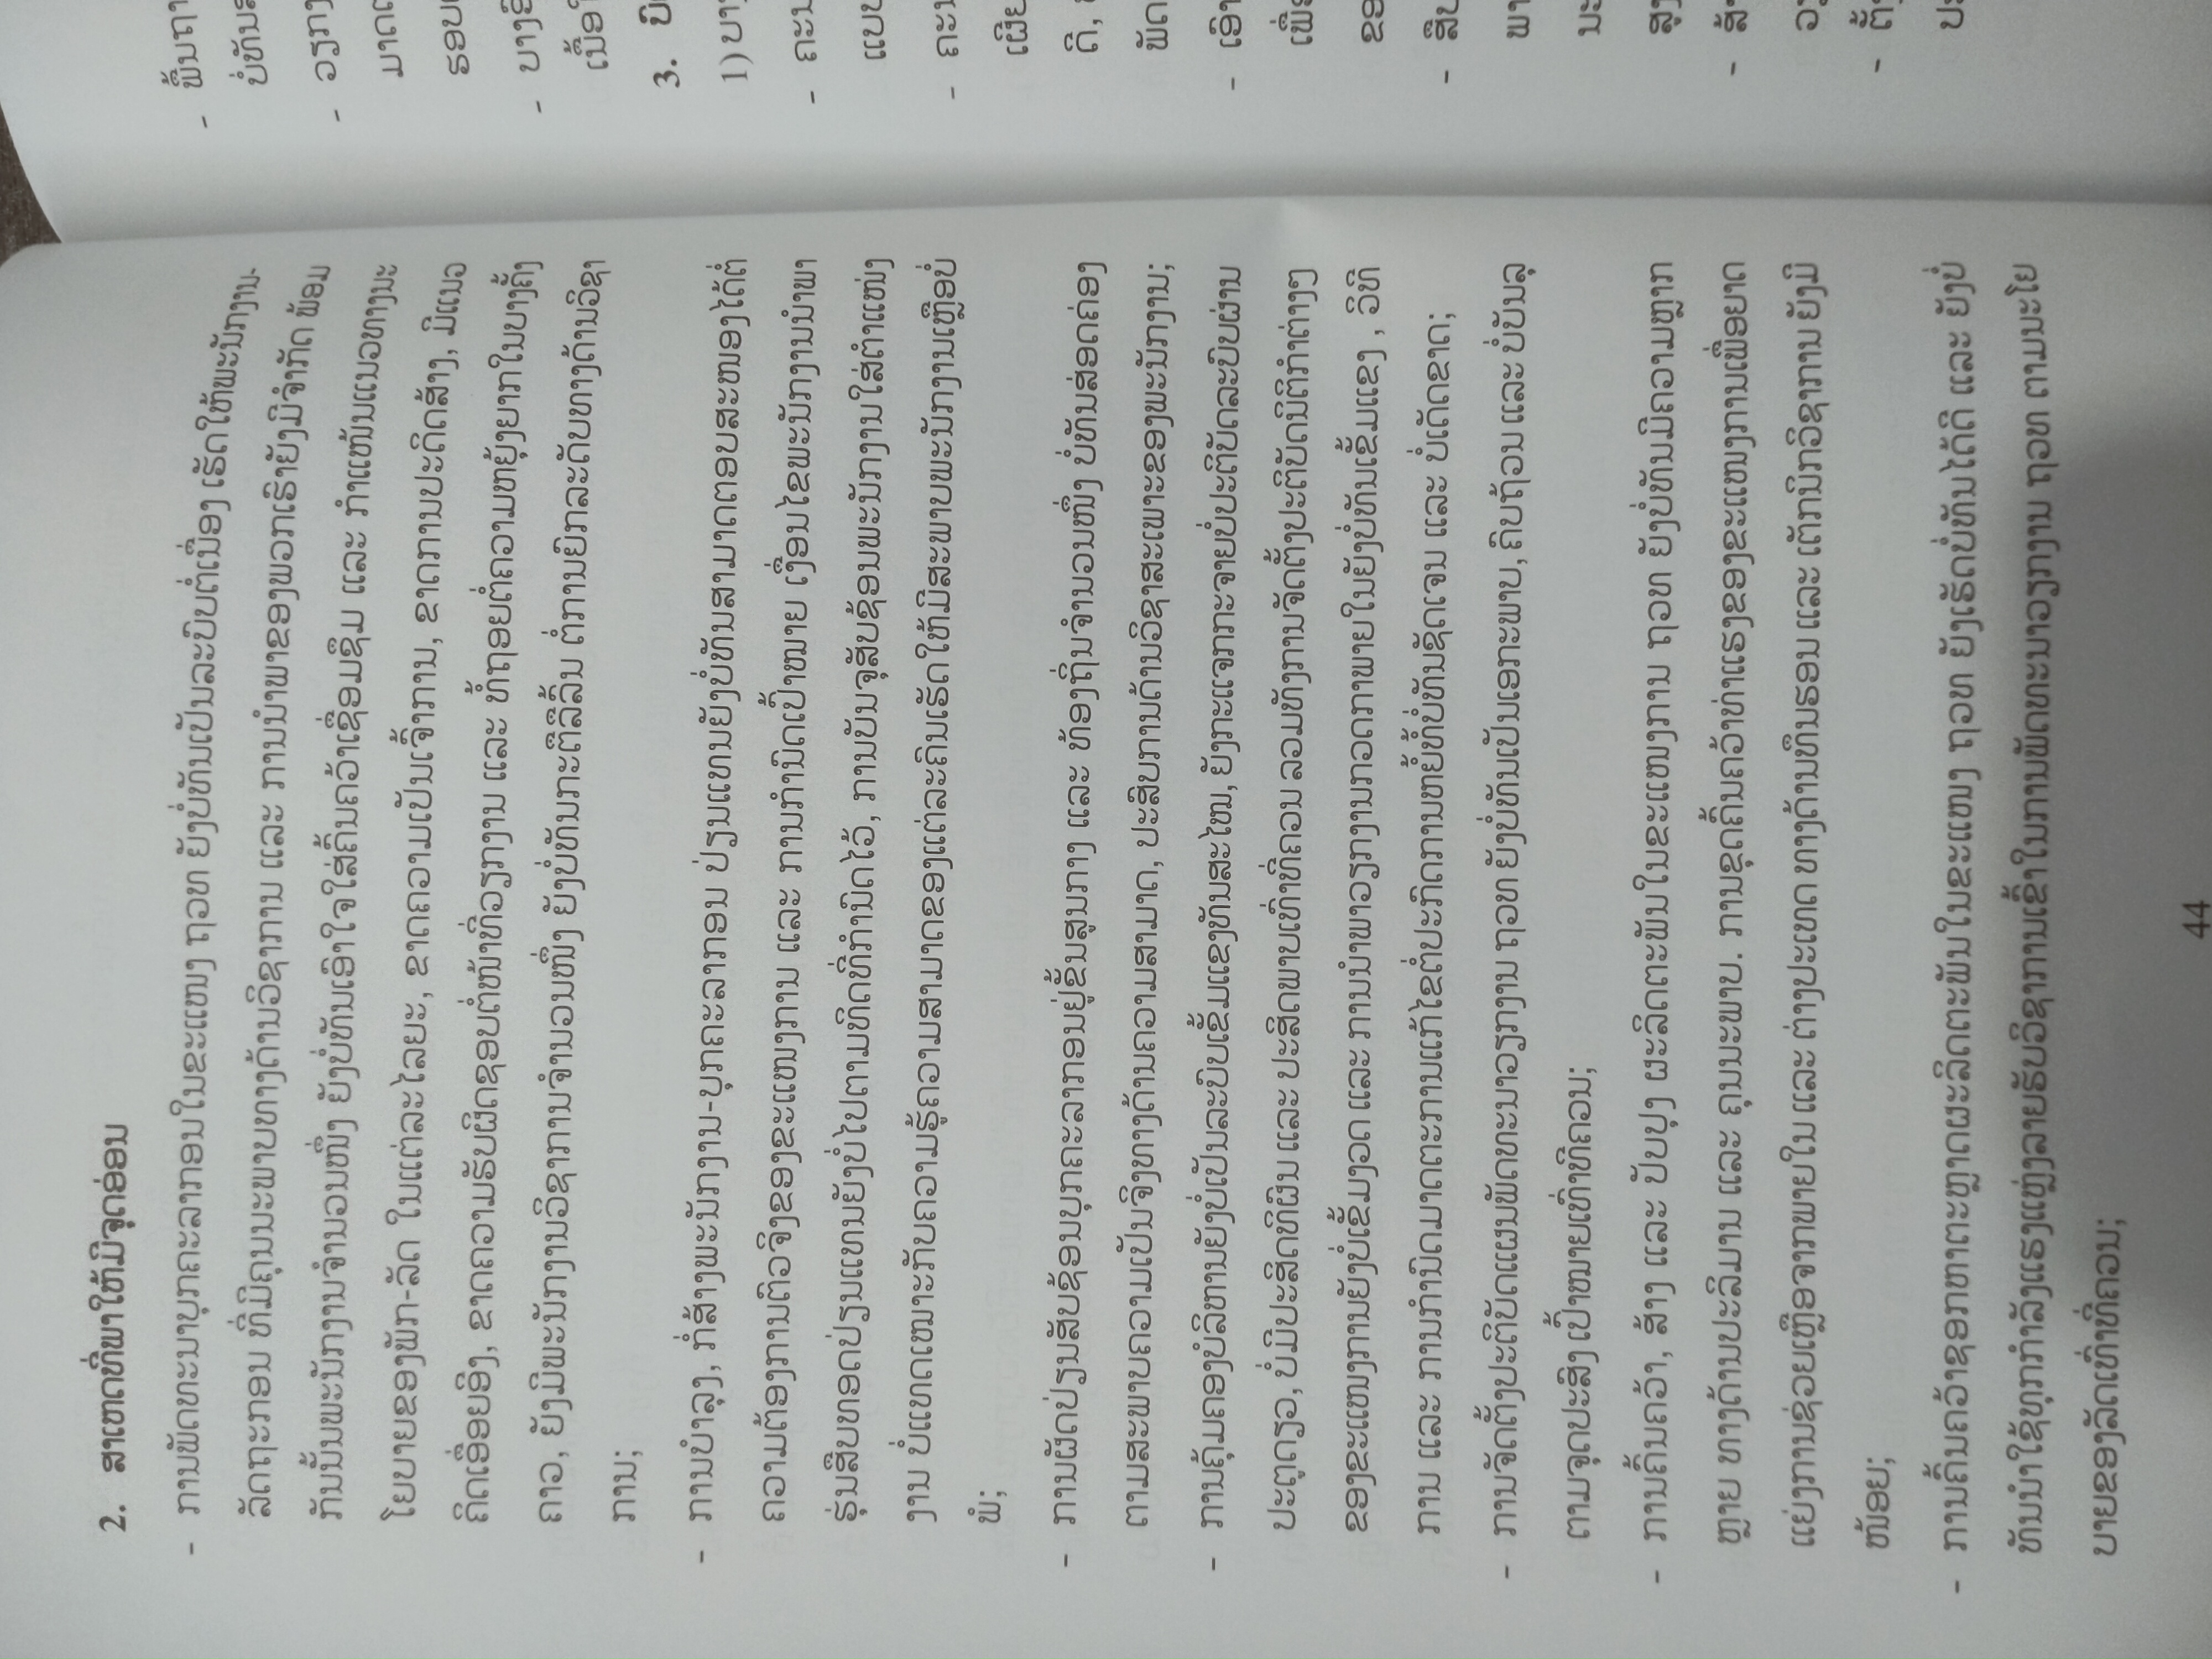 2. ສາເຫດທີ່ພາໃຫ້ມີຈຸດອ່ອນ
- ການພັດທະນາບຸກຄະລາກອນໃນຂະແໜງ ຖວທ ຍັງບໍ່ທັນເປັນລະບົບຕໍ່ເນື່ອງ ເຮັດໃຫ້ພະນັກງານ-
ລັດຖະກອນ ທີ່ມີຄຸນນະພາບທາງດ້ານວິຊາການ ແລະ ການນຳພາຂອງພວກເຮົາຍັງມີຈຳກັດ ພ້ອມ
ກັນນັ້ນພະນັກງານຈຳນວນໜຶ່ງ ຍັງບໍ່ທັນເອົາໃຈໃສ່ຄົ້ນຄວ້າເຊື່ອມຊຶມ ແລະ ກຳແໜ້ນແນວທາງນະ
ໂຍບາຍຂອງພັກ-ລັດ ໃນແຕ່ລະໄລຍະ, ຂາດຄວາມເປັນເຈົ້າການ, ຂາດການປະດິດສ້າງ, ມີແນວ
ຄິດເອື່ອຍອີງ, ຂາດຄວາມຮັບຜິດຊອບຕໍ່ໜ້າທີ່ວຽກງານ ແລະ ທໍ້ຖອຍຕໍ່ຄວາມຫຍຸ້ງຍາກໃນບາງຄັ້ງ
ຄາວ, ຍັງມີພະນັກງານວິຊາການຈຳນວນໜຶ່ງ ຍັງບໍ່ທັນກະຕືລືລົ້ນ ຕໍ່ການຍົກລະດັບທາງດ້ານວິຊາ
ການ;
- ການບຳລຸງ, ກໍ່ສ້າງພະນັກງານ-ບຸກຄະລາກອນ ປ່ຽນແທນຍັງບໍ່ທັນສາມາດຕອບສະໜອງໄດ້ຕໍ່
ຄວາມຕ້ອງການຕົວຈິງຂອງຂະແໜງການ ແລະ ການກຳນົດເປົ້າໝາຍ ເງື່ອນໄຂພະນັກງານນຳພາ
ຮຸ່ນສືບທອດປ່ຽນແທນຍັງບໍ່ໄປຕາມທິດທີ່ກຳນົດໄວ້, ການບັນຈຸສັບຊ້ອນພະນັກງານໃສ່ຕຳແໜ່ງ
ງານ ບໍ່ແທດເໝາະກັບຄວາມຮູ້ຄວາມສາມາດຂອງແຕ່ລະຄົນເຮັດໃຫ້ມີສະພາບພະນັກງານເຫຼືອບໍ່
ພໍ;
- ການຜັດປ່ຽນສັບຊ້ອນບຸກຄະລາກອນຢູ່ຂັ້ນສູນກາງ ແລະ ທ້ອງຖິ່ນຈຳນວນໜຶ່ງ ບໍ່ທັນສອດຄ່ອງ
ຕາມສະພາບຄວາມເປັນຈິງທາງດ້ານຄວາມສາມາດ, ປະສົບການດ້ານວິຊາສະເພາະຂອງພະນັກງານ;
- ການຄຸ້ມຄອງບໍລິຫານຍັງບໍ່ເປັນລະບົບເຂັ້ມແຂງທັນສະໄໝ, ຍັງກະແຈກກະຈາຍບໍ່ປະຕິບັດລະບົບຜ່ານ
ປະຕູດຽວ, ບໍ່ມີປະສິດທິຜົນ ແລະ ປະສິດພາບເທົ່າທີ່ຄວນ ລວມທັງການຈັດຕັ້ງປະຕິບັດນິຕິກຳຕ່າງໆ
ຂອງຂະແໜງການຍັງບໍ່ເຂັ້ມງວດ ແລະ ການນຳພາວຽກງານກວດກາພາຍໃນຍັງບໍ່ທັນເຂັ້ມແຂງ , ວິທີ
ການ ແລະ ການກຳນົດມາດຕະການແກ້ໄຂຕໍ່ປະກົດການຫຍໍ້ທໍ້ບໍ່ທັນຊັດເຈນ ແລະ ບໍ່ເດັດຂາດ;
- ການຈັດຕັ້ງປະຕິບັດແຜນພັດທະນາວຽກງານ ຖວທ ຍັງບໍ່ທັນເປັນເອກະພາບ, ຄົບຖ້ວນ ແລະ ບໍ່ບັນລຸ
ຕາມຈຸດປະສົງ ເປົ້າໝາຍເທົ່າທີ່ຄວນ;
- ການຄົ້ນຄວ້າ, ສ້າງ ແລະ ປັບປຸງ ຜະລິດຕະພັນໃນຂະແໜງການ ຖວທ ຍັງບໍ່ທັນມີຄວາມຫຼາກ
ຫຼາຍ ທາງດ້ານປະລິມານ ແລະ ຄຸນນະພາບ. ການຂຸດຄົ້ນຄວ້າທ່າແຮງຂອງຂະແໜງການເພື່ອຍາດ
ແຍ່ງການຊ່ວຍເຫຼືອຈາກພາຍໃນ ແລະ ຕ່າງປະເທດ ທາງດ້ານທຶນຮອນ ແລະ ເຕັກນິກວິຊາການ ຍັງມີ
ໜ້ອຍ;
- ການຄົ້ນຄວ້າຊອກຫາຕະຫຼາດຜະລິດຕະພັນໃນຂະແໜງ ຖວທ ຍັງເຮັດບໍ່ທັນໄດ້ດີ ແລະ ຍັງບໍ່
ທັນນຳໃຊ້ທຸກກຳລັງແຮງແຫຼ່ງລາຍຮັບວິຊາການເຂົ້າໃນການພັດທະນາວຽກງານ ຖວທ ຕາມນະໂຍ
ບາຍຂອງລັດເທົ່າທີ່ຄວນ;
44
- ພື້ນຖາ
ບໍ່ທັນ
- ວຽກ
ມາດ
ຮອບ
- ບາງ
ເນື້ອ
3.
1) ບາ
- ຄະນ
ແບບ
- ຄະນ
ເຜີຍ
ຕິ,
ພັດ
- ເອົາ
ເພື່
ຂອ
- ສືບ
ພາ
ນະ
ສຸ
- ສ້າ
ວ
- ຕັ້
ປະ